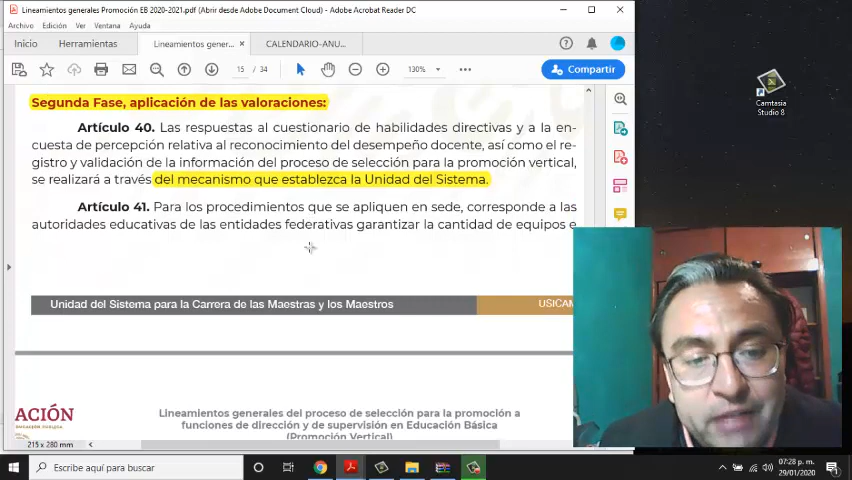 Lineamientos generales Promoción EB 2020-2021.pdf (Abrir desde Adobe Document Cloud) - Adobe Acrobat Reader DC
Archivo Edición Ver Ventana Ayuda
Inicio Herramientas Lineamientos gener... × CALENDARIO-ANU...
15 / 34 130% Compartir
Camtasia
Studio 8
Segunda Fase, aplicación de las valoraciones:
Artículo 40. Las respuestas al cuestionario de habilidades directivas y a la en-
cuesta de percepción relativa al reconocimiento del desempeño docente, así como el re-
gistro y validación de la información del proceso de selección para la promoción vertical,
se realizará a través del mecanismo que establezca la Unidad del Sistema.
Artículo 41. Para los procedimientos que se apliquen en sede, corresponde a las
autoridades educativas de las entidades federativas garantizar la cantidad de equipos e
Unidad del Sistema para la Carrera de las Maestras y los Maestros USICAM
ACIÓN
Lineamientos generales del proceso de selección para la promoción a
funciones de dirección y de supervisión en Educación Básica
(Promoción Vertical)
215 x 280 mm
Escribe aquí para buscar
07:28 p. m.
29/01/2020